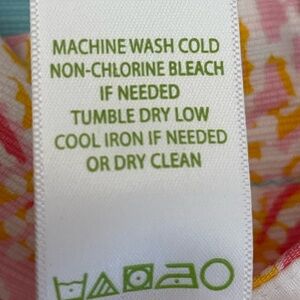 MACHINE WASH COLD
NON-CHLORINE BLEACH
IF NEEDED
TUMBLE DRY LOW
COOL IRON IF NEEDED
OR DRY CLEAN